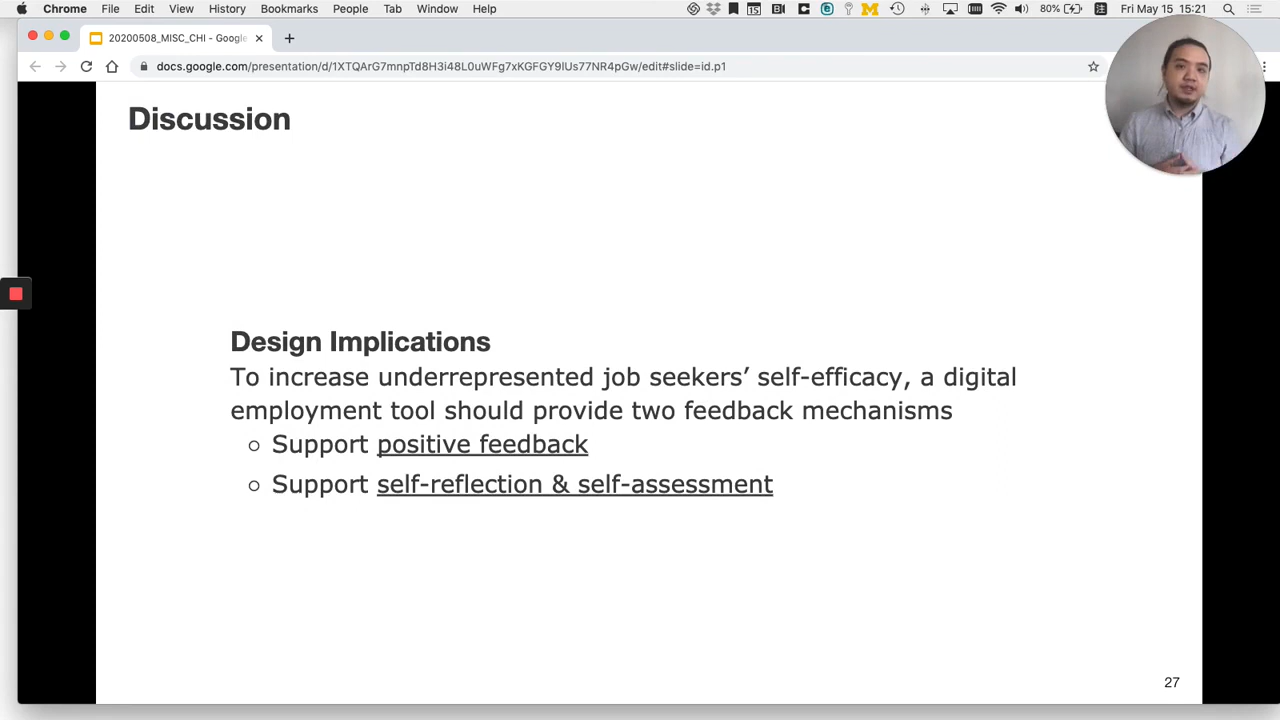 Chrome File Edit View History Bookmarks People Tab Window Help 15 80% 注 Fri May 15 15:21
20200508_MISC_CHI - Google
docs.google.com/presentation/d/1XTQArG7mnpTd8H3i48L0uWFg7xKGFGY9lUs77NR4pGw/edit#slide=id.p1
Discussion
Design Implications
To increase underrepresented job seekers’ self-efficacy, a digital
employment tool should provide two feedback mechanisms
○ Support positive feedback
○ Support self-reflection & self-assessment
27